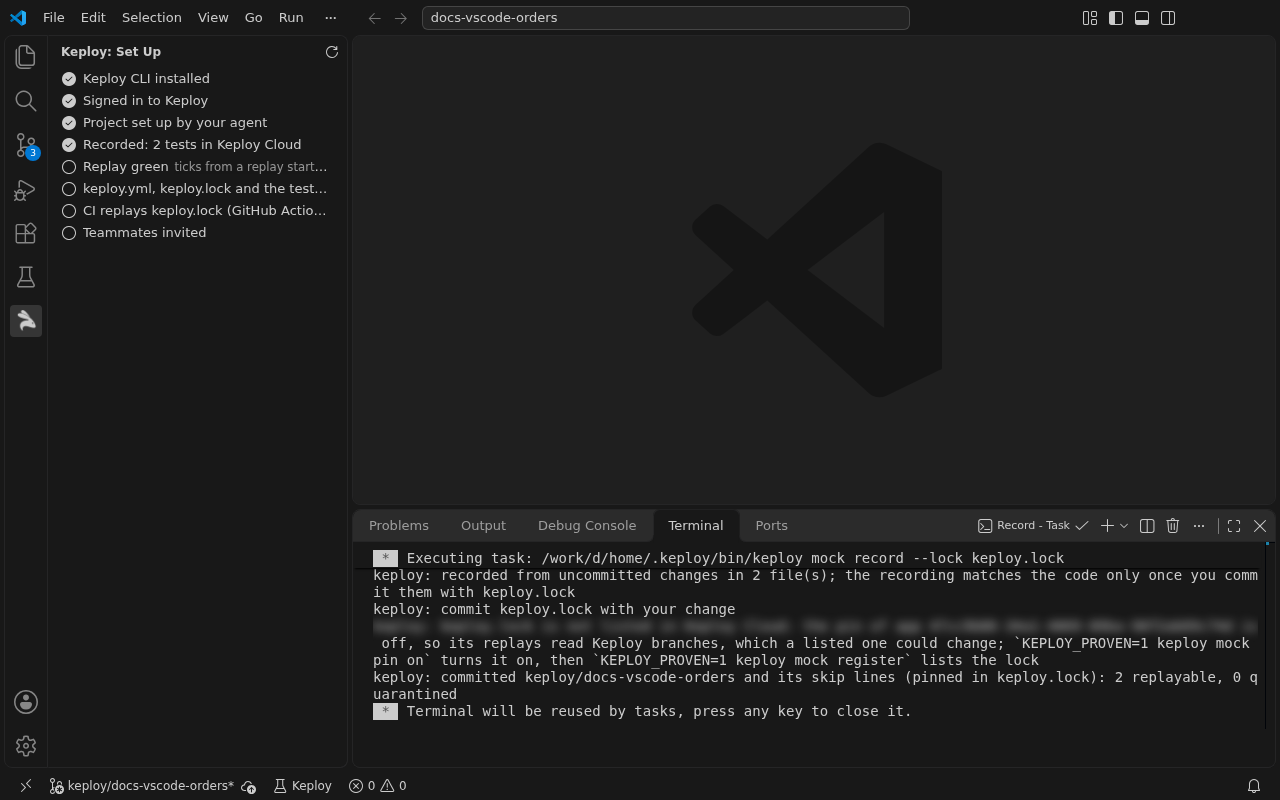 File Edit Selection View Go Run ···
docs-vscode-orders
Keploy: Set Up
Keploy CLI installed
Signed in to Keploy
Project set up by your agent
Recorded: 2 tests in Keploy Cloud
3
Replay green ticks from a replay start...
keploy.yml, keploy.lock and the test...
CI replays keploy.lock (GitHub Actio...
Teammates invited
Problems Output Debug Console Terminal Ports
Record - Task
* Executing task: /work/d/home/.keploy/bin/keploy mock record --lock keploy.lock
keploy: recorded from uncommitted changes in 2 file(s); the recording matches the code only once you comm
it them with keploy.lock
keploy: commit keploy.lock with your change
off, so its replays read Keploy branches, which a listed one could change; `KEPLOY_PROVEN=1 keploy mock
pin on` turns it on, then `KEPLOY_PROVEN=1 keploy mock register` lists the lock
keploy: committed keploy/docs-vscode-orders and its skip lines (pinned in keploy.lock): 2 replayable, 0 q
uarantined
* Terminal will be reused by tasks, press any key to close it.
keploy/docs-vscode-orders* Keploy 0 0